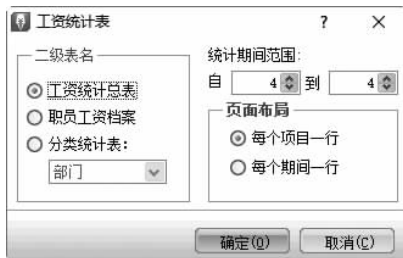 工资统计表
?
二级表名
工资统计总表
职员工资档案
分类统计表：
部门
统计期间范围：
自 4 到 4
页面布局
每个项目一行
每个期间一行
确定(O) 取消(C)